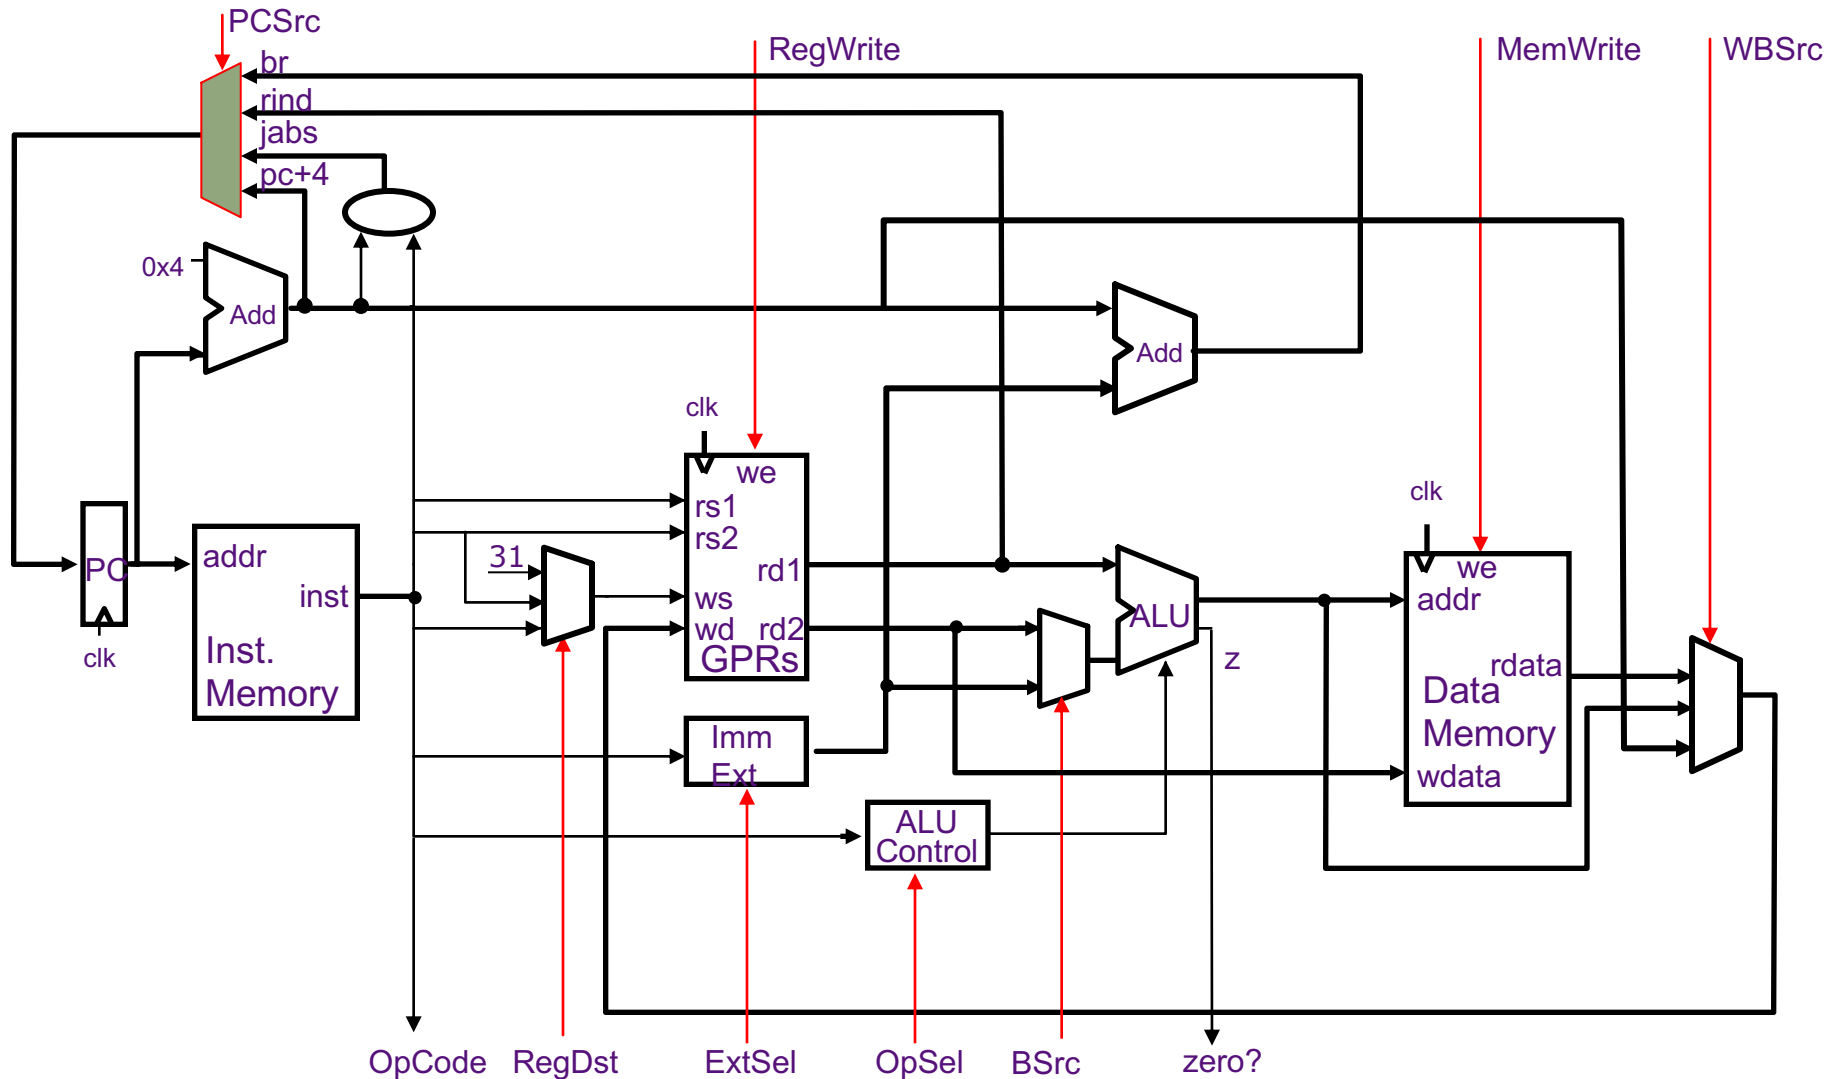 PCSrc
RegWrite
MemWrite
WBSrc
br
rind
jabs
pc+4
0x4
Add
Add
clk
we
rs1
rs2
31
rd1
ws
wd
rd2
GPRs
PC
clk
addr
inst
Inst.
Memory
ALU
z
clk
we
addr
rdata
Data
Memory
wdata
Imm
Ext
ALU
Control
OpCode
RegDst
ExtSel
OpSel
BSrc
zero?